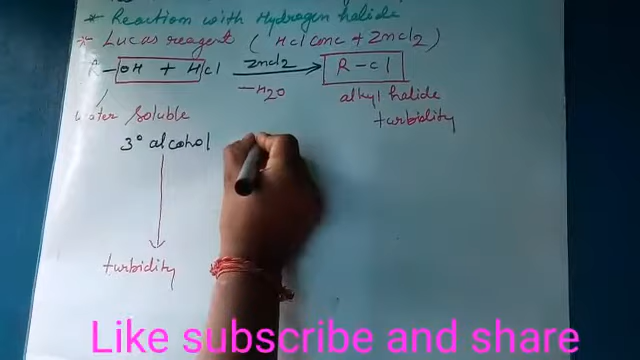 * Reaction with Hydrogen halide
* Lucas reagent ( HCl conc + ZnCl2 )
R-OH + HCl ZnCl2 → R-Cl
-H2O
alkyl halide
water soluble
turbidity
3° alcohol
turbidity
Like subscribe and share